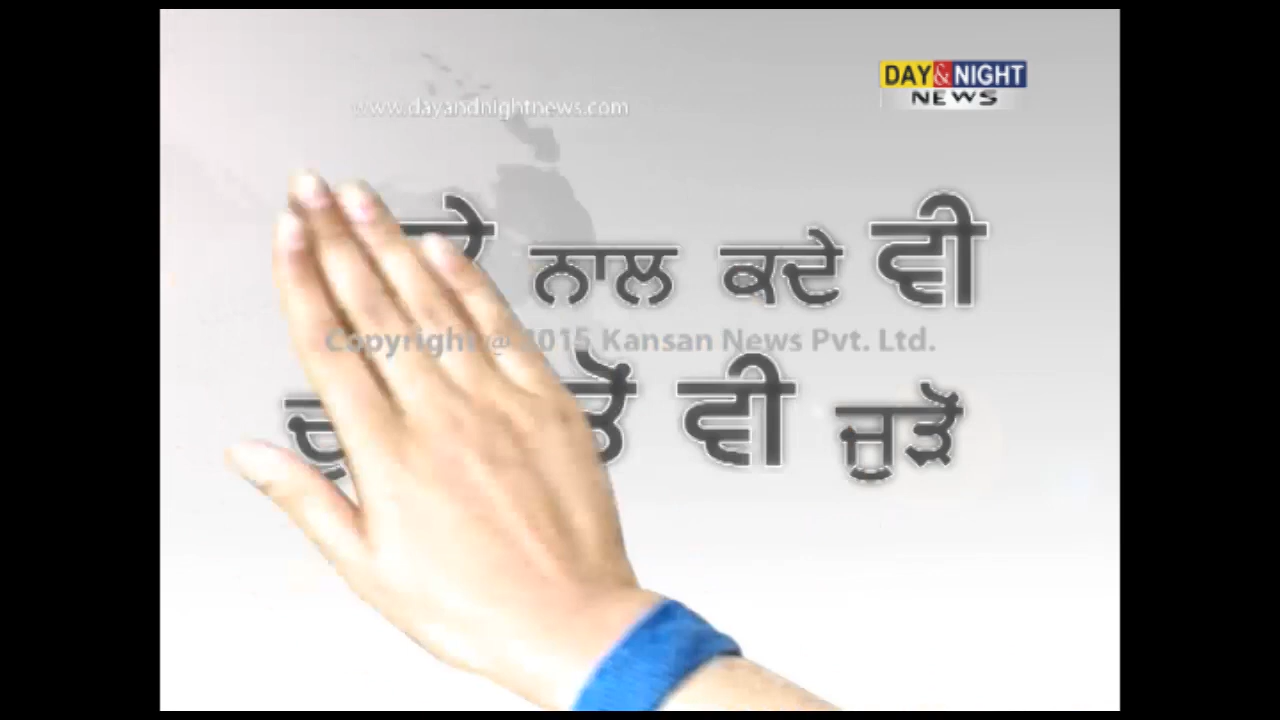 DAY & NIGHT
NEWS
www.dayandnightnews.com
ਨਾਲ ਕਦੇ ਵੀ
Copyright @ 2015 Kansan News Pvt. Ltd.
ਵੀ ਜੁੜੋਂ